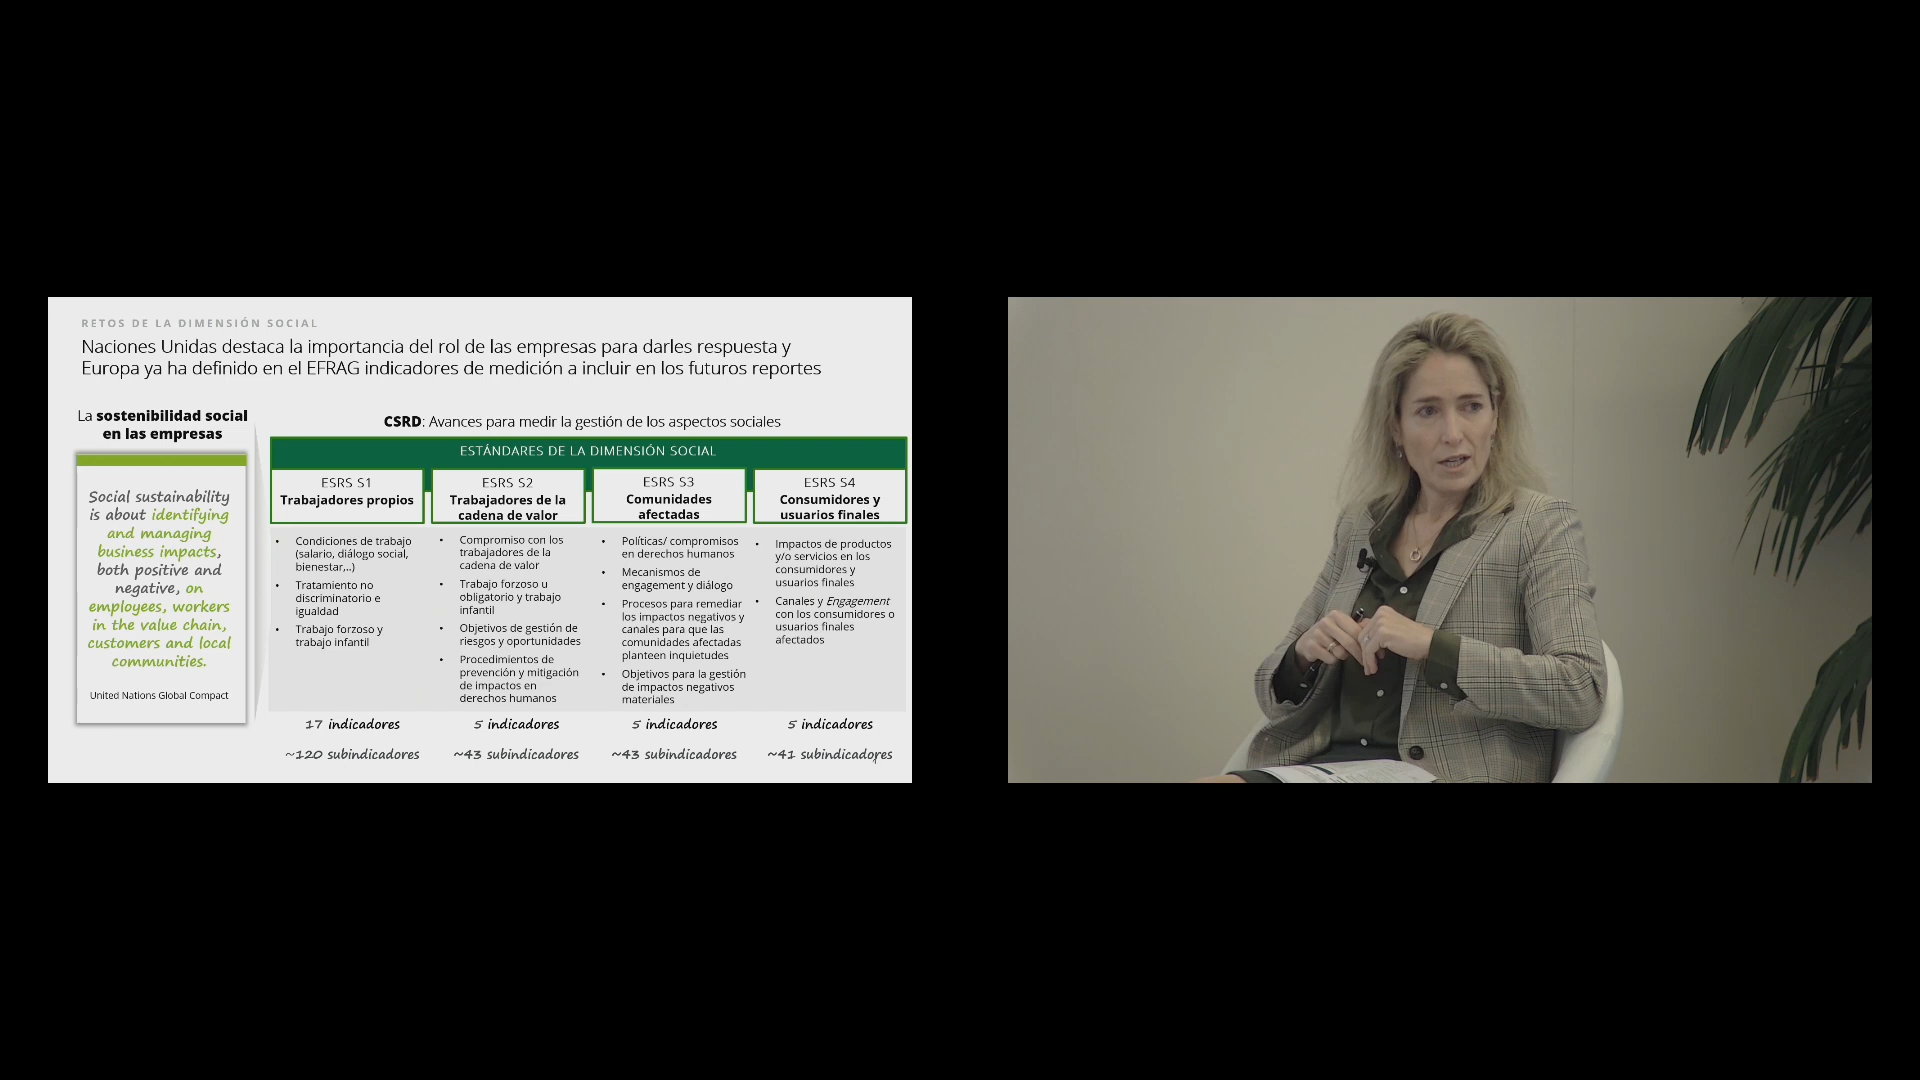 RETOS DE LA DIMENSIÓN SOCIAL
Naciones Unidas destaca la importancia del rol de las empresas para darles respuesta y
Europa ya ha definido en el EFRAG indicadores de medición a incluir en los futuros reportes
La sostenibilidad social
en las empresas
Social sustainability
is about identifying
and managing
business impacts,
both positive and
negative, on
employees, workers
in the value chain,
customers and local
communities.
United Nations Global Compact
CSRD: Avances para medir la gestión de los aspectos sociales
ESTÁNDARES DE LA DIMENSIÓN SOCIAL
ESRS S1
Trabajadores propios
• Condiciones de trabajo
(salario, diálogo social,
bienestar,..)
• Tratamiento no
discriminatorio e
igualdad
• Trabajo forzoso y
trabajo infantil
17 indicadores
~120 subindicadores
ESRS S2
Trabajadores de la
cadena de valor
• Compromiso con los
trabajadores de la
cadena de valor
• Trabajo forzoso u
obligatorio y trabajo
infantil
• Objetivos de gestión de
riesgos y oportunidades
• Procedimientos de
prevención y mitigación
de impactos en
derechos humanos
5 indicadores
~43 subindicadores
ESRS S3
Comunidades
afectadas
• Políticas/ compromisos
en derechos humanos
• Mecanismos de
engagement y diálogo
• Procesos para remediar
los impactos negativos y
canales para que las
comunidades afectadas
planteen inquietudes
• Objetivos para la gestión
de impactos negativos
materiales
5 indicadores
~43 subindicadores
ESRS S4
Consumidores y
usuarios finales
• Impactos de productos
y/o servicios en los
consumidores y
usuarios finales
• Canales y Engagement
con los consumidores o
usuarios finales
afectados
5 indicadores
~41 subindicadores